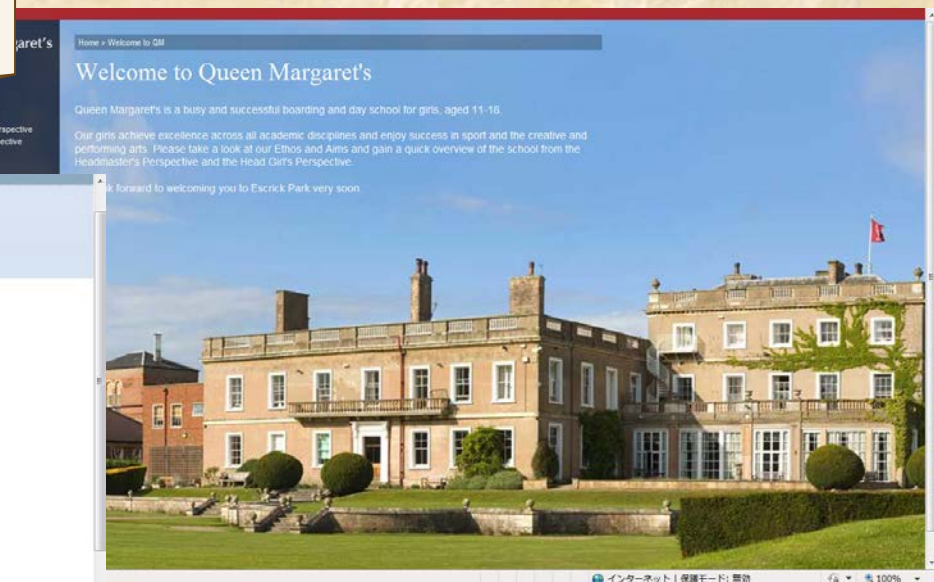 garet's
rspective
ective
Home > Welcome to QM
Welcome to Queen Margaret's
Queen Margaret's is a busy and successful boarding and day school for girls, aged 11-18.
Our girls achieve excellence across all academic disciplines and enjoy success in sport and the creative and
performing arts. Please take a look at our Ethos and Aims and gain a quick overview of the school from the
Headmaster's Perspective and the Head Girl's Perspective.
k forward to welcoming you to Escrick Park very soon.
インターネット | 保護モード: 無効
100%